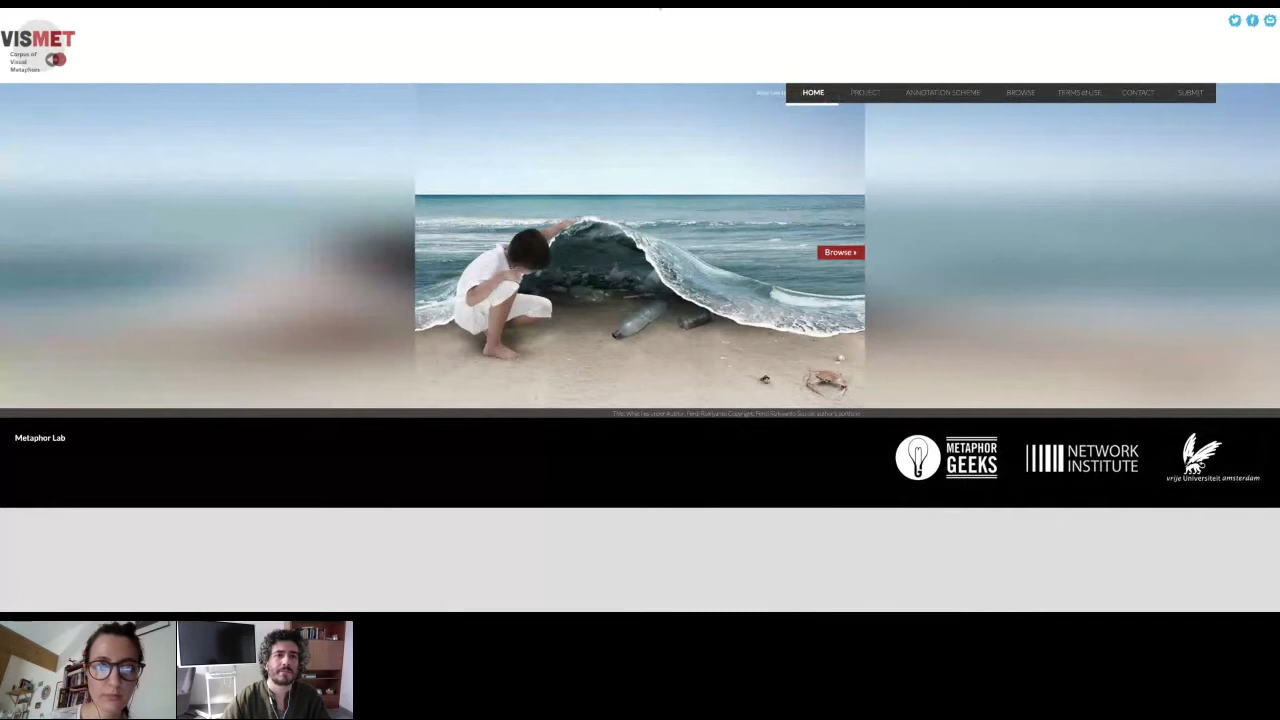 VISMET
Corpus of
Visual
Metaphors
HOME PROJECT ANNOTATION SCHEME BROWSE TERMS of USE CONTACT SUBMIT
Browse »
Metaphor Lab
METAPHOR
GEEKS
NETWORK
INSTITUTE
vrije Universiteit amsterdam